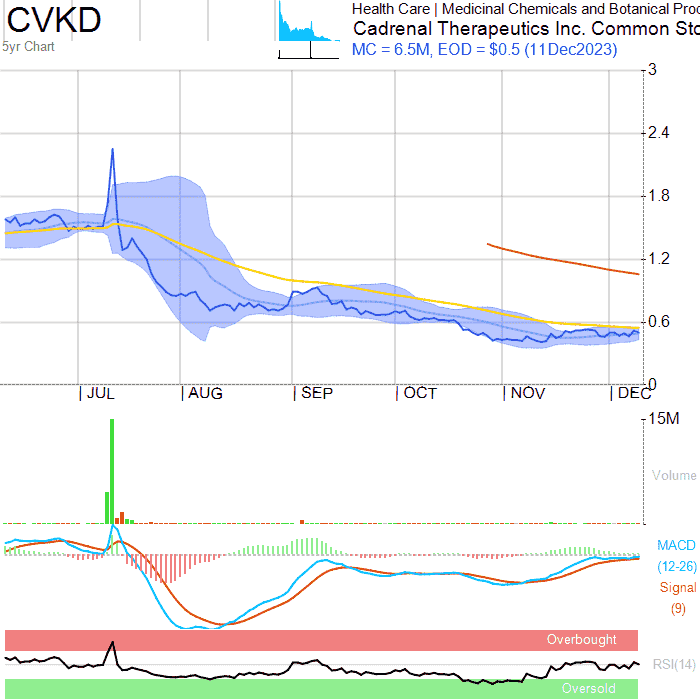 CVKD
5yr Chart
Health Care | Medicinal Chemicals and Botanical Pro
Cadrenal Therapeutics Inc. Common Sto
MC = 6.5M, EOD = $0.5 (11Dec2023)
3
2.4
1.8
1.2
0.6
0
| JUL | AUG | SEP | OCT | NOV | DEC
15M
Volume
MACD
(12-26)
Signal
(9)
Overbought
RSI(14)
Oversold